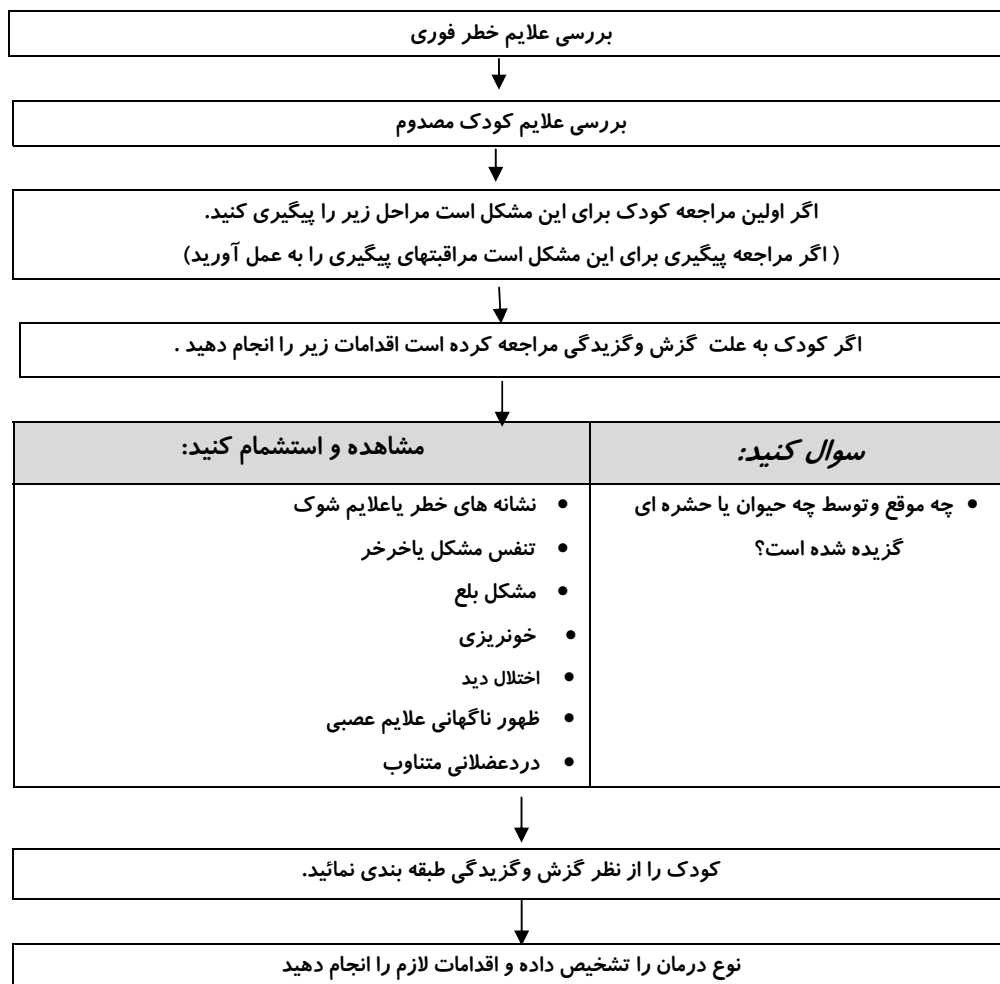 بررسی علایم خطر فوری
بررسی علایم کودک مصدوم
اگر اولین مراجعه کودک برای این مشکل است مراحل زیر را پیگیری کنید.
( اگر مراجعه پیگیری برای این مشکل است مراقبتهای پیگیری را به عمل آورید)
اگر کودک به علت گزش وگزیدگی مراجعه کرده است اقدامات زیر را انجام دهید .
سوال کنید:
• چه موقع وتوسط چه حیوان یا حشره ای
گزیده شده است؟
مشاهده و استشمام کنید:
• نشانه های خطر یاعلایم شوک
• تنفس مشکل یاخرخر
• مشکل بلع
• خونریزی
• اختلال دید
• ظهور ناگهانی علایم عصبی
• دردعضلانی متناوب
کودک را از نظر گزش وگزیدگی طبقه بندی نمائید.
نوع درمان را تشخیص داده و اقدامات لازم را انجام دهید